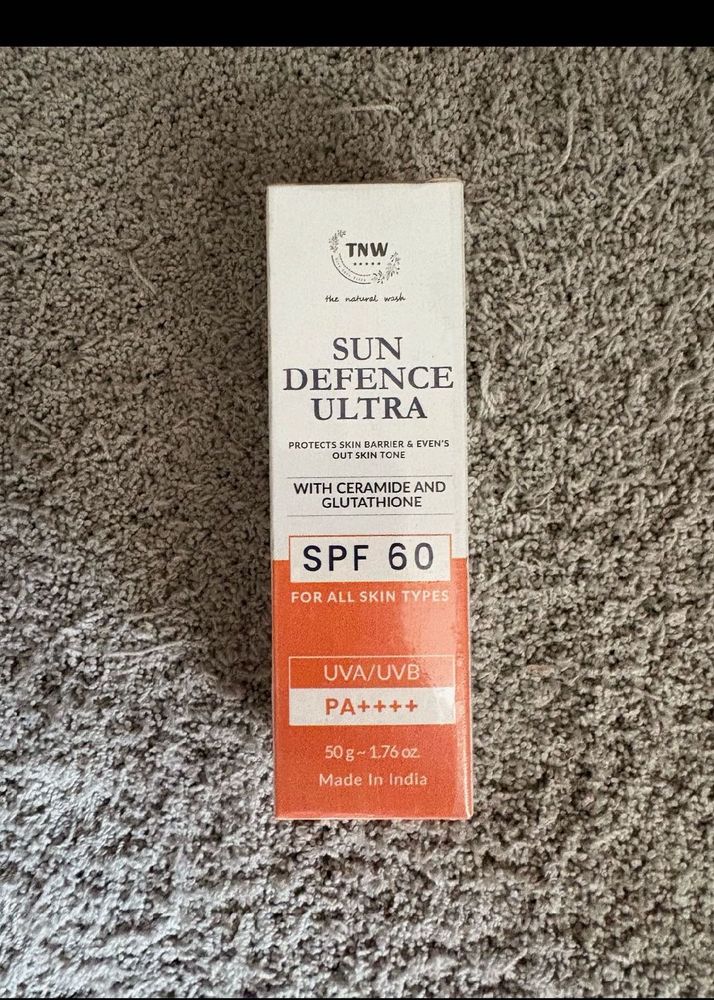 TNW
the natural wash
SUN
DEFENCE
ULTRA
PROTECTS SKIN BARRIER & EVEN'S
OUT SKIN TONE
WITH CERAMIDE AND
GLUTATHIONE
SPF 60
FOR ALL SKIN TYPES
UVA/UVB
PA++++
50 g ~ 1.76 oz.
Made In India